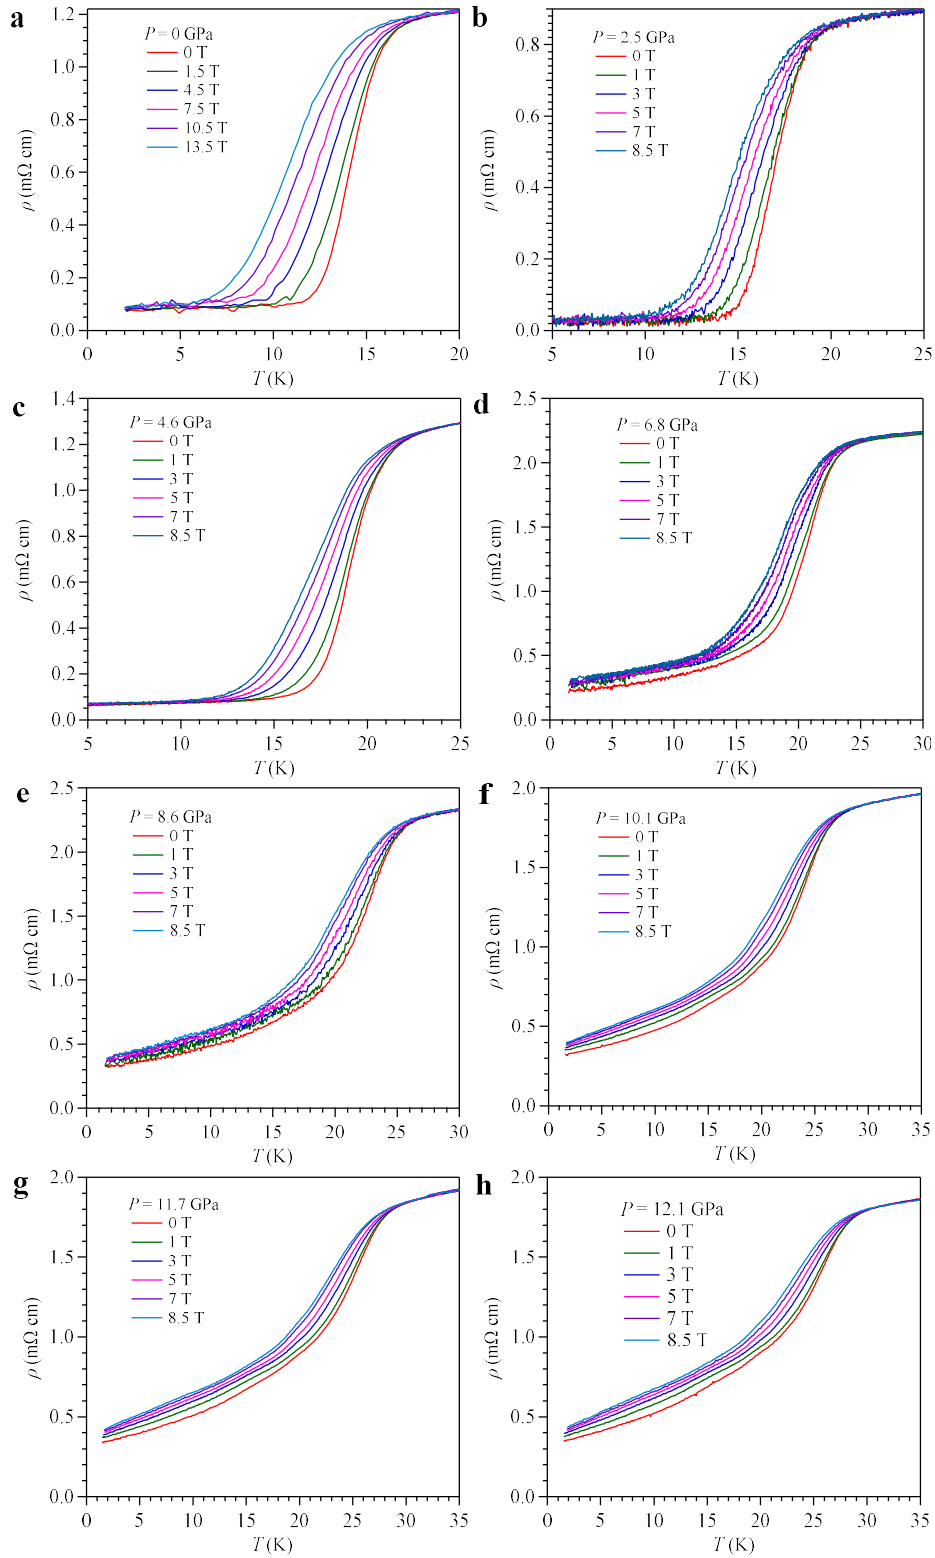 a
P = 0 GPa
0 T
1.5 T
4.5 T
7.5 T
10.5 T
13.5 T
ρ (mΩ cm)
1.2
1.0
0.8
0.6
0.4
0.2
0.0
0 5 10 15 20
T (K)
b
P = 2.5 GPa
0 T
1 T
3 T
5 T
7 T
8.5 T
ρ (mΩ cm)
0.8
0.6
0.4
0.2
0.0
5 10 15 20 25
T (K)
c
P = 4.6 GPa
0 T
1 T
3 T
5 T
7 T
8.5 T
ρ (mΩ cm)
1.4
1.2
1.0
0.8
0.6
0.4
0.2
0.0
5 10 15 20 25
T (K)
d
P = 6.8 GPa
0 T
1 T
3 T
5 T
7 T
8.5 T
ρ (mΩ cm)
2.5
2.0
1.5
1.0
0.5
0.0
0 5 10 15 20 25 30
T (K)
e
P = 8.6 GPa
0 T
1 T
3 T
5 T
7 T
8.5 T
ρ (mΩ cm)
2.5
2.0
1.5
1.0
0.5
0.0
0 5 10 15 20 25 30
T (K)
f
P = 10.1 GPa
0 T
1 T
3 T
5 T
7 T
8.5 T
ρ (mΩ cm)
2.0
1.5
1.0
0.5
0.0
0 5 10 15 20 25 30 35
T (K)
g
P = 11.7 GPa
0 T
1 T
3 T
5 T
7 T
8.5 T
ρ (mΩ cm)
2.0
1.5
1.0
0.5
0.0
0 5 10 15 20 25 30 35
T (K)
h
P = 12.1 GPa
0 T
1 T
3 T
5 T
7 T
8.5 T
ρ (mΩ cm)
2.0
1.5
1.0
0.5
0.0
0 5 10 15 20 25 30 35
T (K)